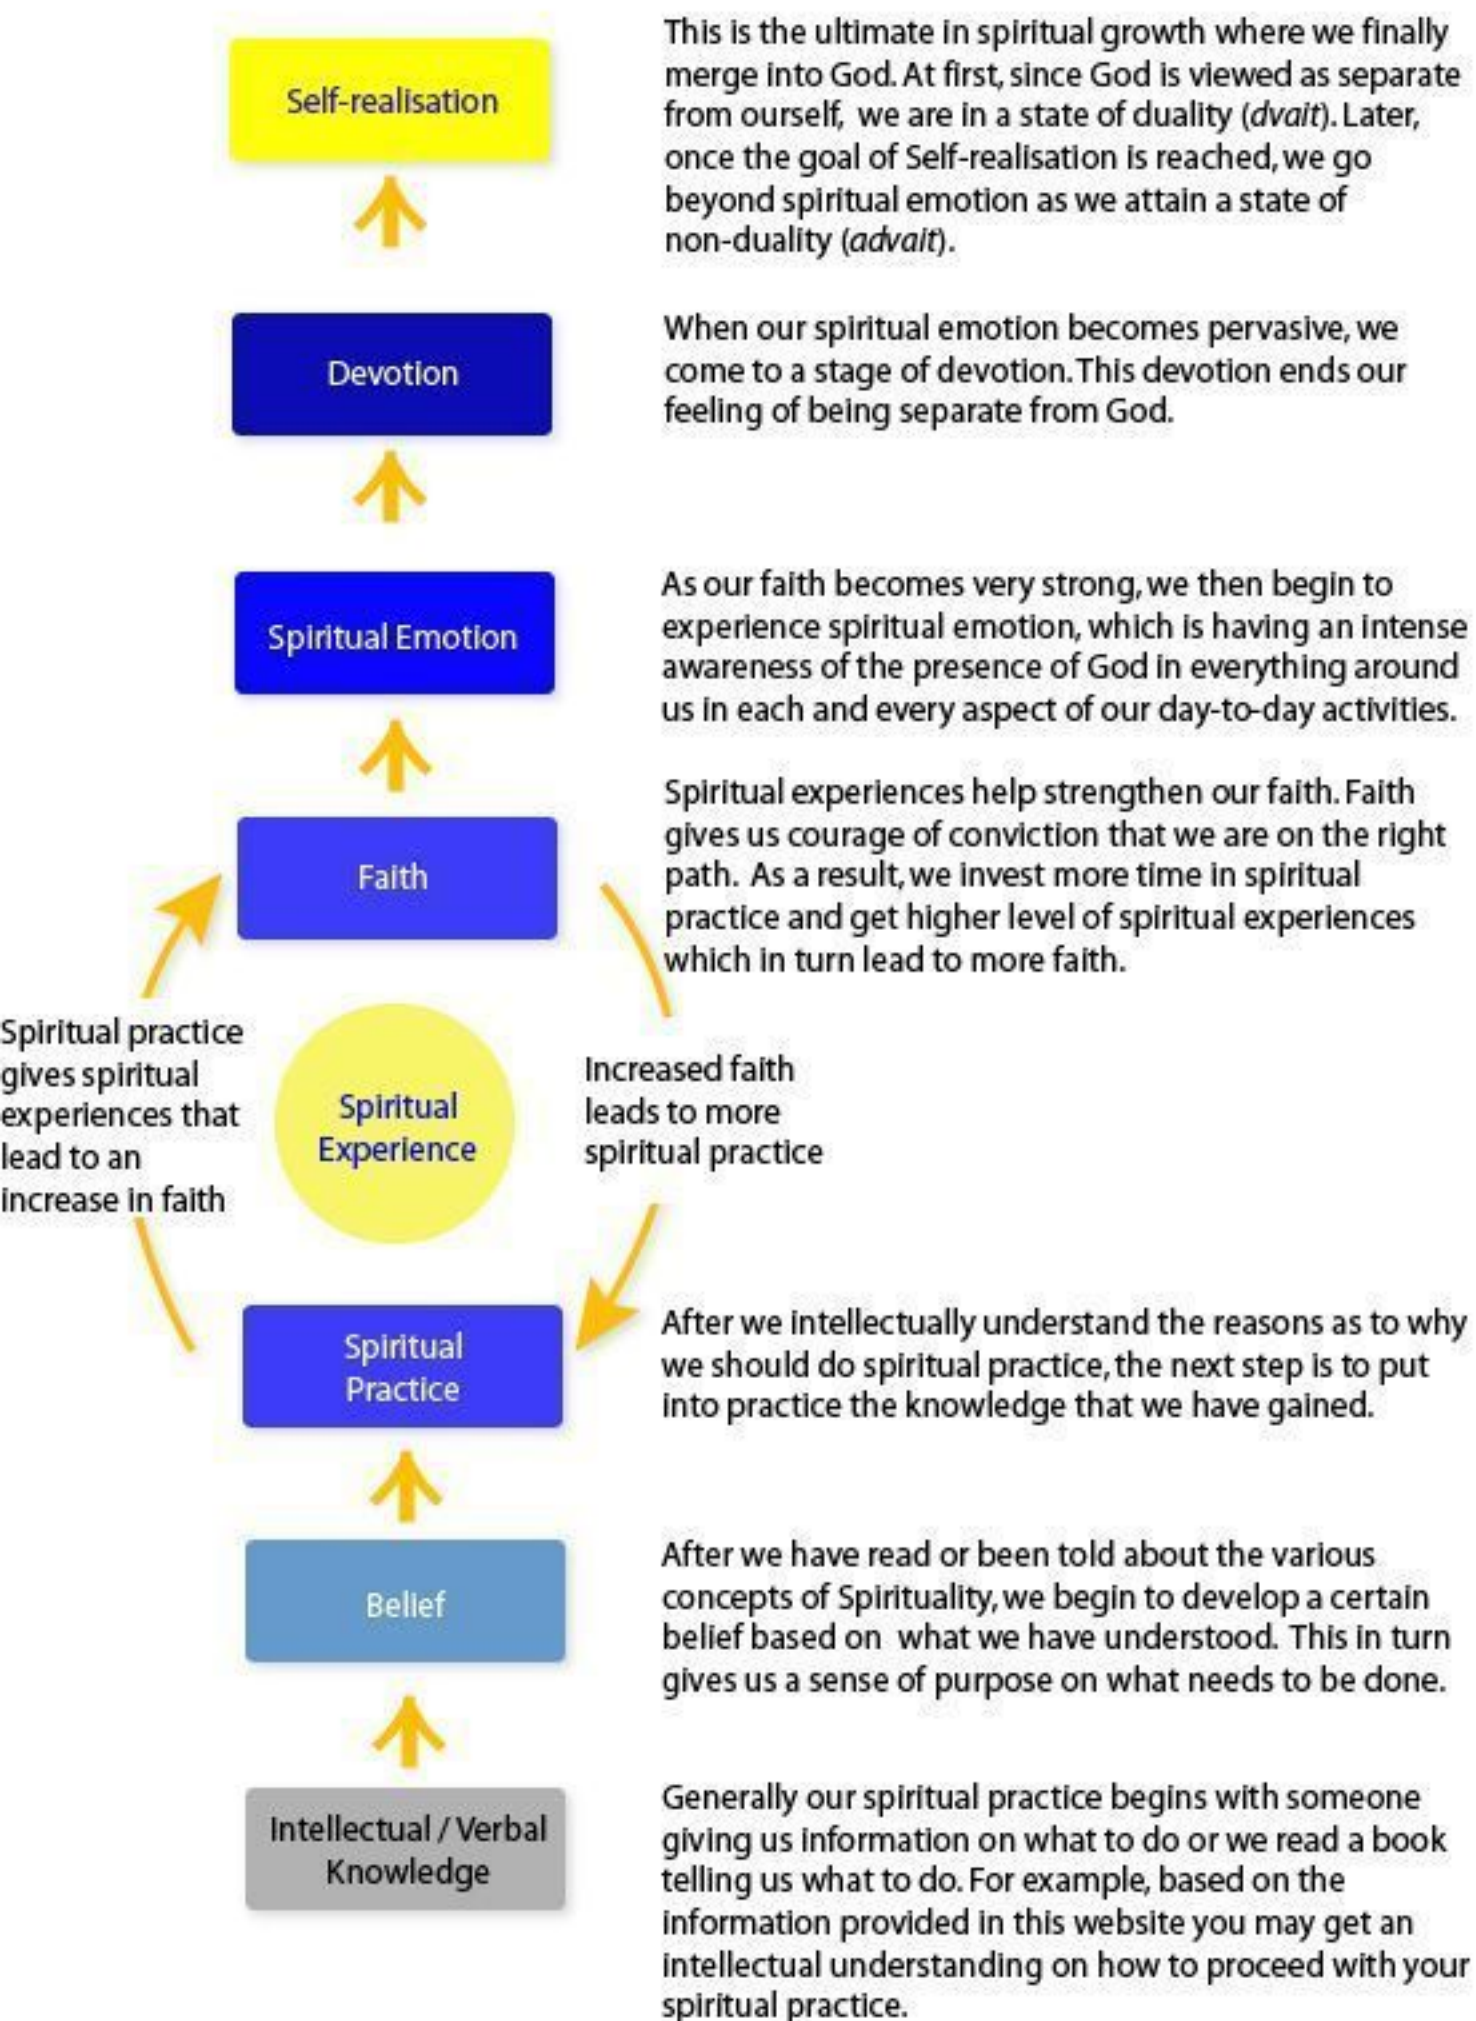 Self-realisation
This is the ultimate in spiritual growth where we finally
merge into God. At first, since God is viewed as separate
from ourself, we are in a state of duality (dvait). Later,
once the goal of Self-realisation is reached, we go
beyond spiritual emotion as we attain a state of
non-duality (advait).
Devotion
When our spiritual emotion becomes pervasive, we
come to a stage of devotion. This devotion ends our
feeling of being separate from God.
Spiritual Emotion
As our faith becomes very strong, we then begin to
experience spiritual emotion, which is having an intense
awareness of the presence of God in everything around
us in each and every aspect of our day-to-day activities.
Faith
Spiritual experiences help strengthen our faith. Faith
gives us courage of conviction that we are on the right
path. As a result, we invest more time in spiritual
practice and get higher level of spiritual experiences
which in turn lead to more faith.
Spiritual practice
gives spiritual
experiences that
lead to an
increase in faith
Spiritual
Experience
Increased faith
leads to more
spiritual practice
Spiritual
Practice
After we intellectually understand the reasons as to why
we should do spiritual practice, the next step is to put
into practice the knowledge that we have gained.
Belief
After we have read or been told about the various
concepts of Spirituality, we begin to develop a certain
belief based on what we have understood. This in turn
gives us a sense of purpose on what needs to be done.
Intellectual / Verbal
Knowledge
Generally our spiritual practice begins with someone
giving us information on what to do or we read a book
telling us what to do. For example, based on the
information provided in this website you may get an
intellectual understanding on how to proceed with your
spiritual practice.